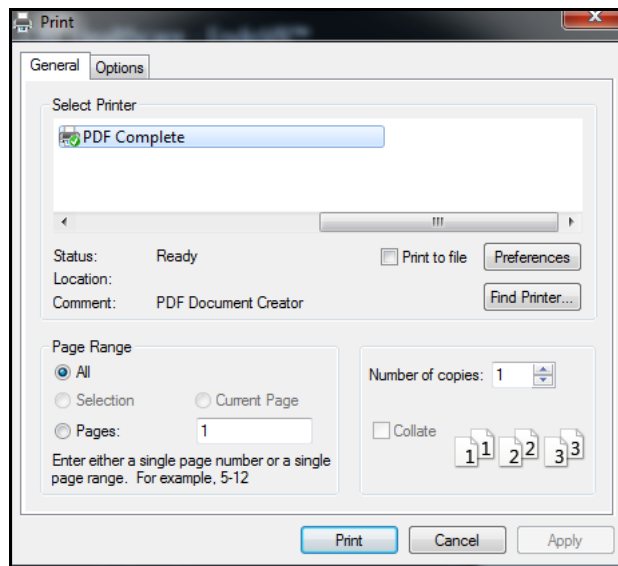 Print
General Options
Select Printer
PDF Complete
Status: Ready
Print to file
Preferences
Location:
Comment: PDF Document Creator
Find Printer...
Page Range
All
Number of copies: 1
Selection Current Page
Pages: 1
Collate
1 1 2 2 3 3
Enter either a single page number or a single
page range. For example, 5-12
Print Cancel Apply